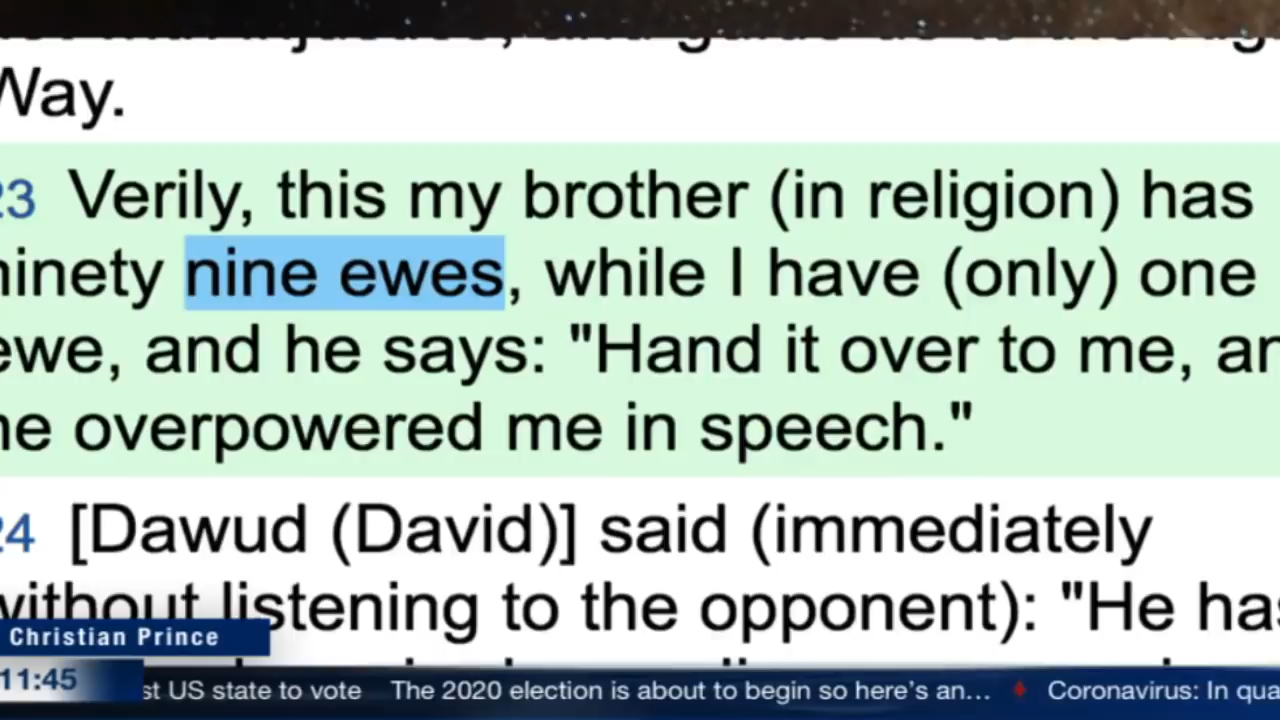 Way.
23 Verily, this my brother (in religion) has
ninety nine ewes, while I have (only) one
ewe, and he says: "Hand it over to me, an
he overpowered me in speech."
24 [Dawud (David)] said (immediately
without listening to the opponent): "He has
Christian Prince
11:45
st US state to vote The 2020 election is about to begin so here's an... Coronavirus: In qua